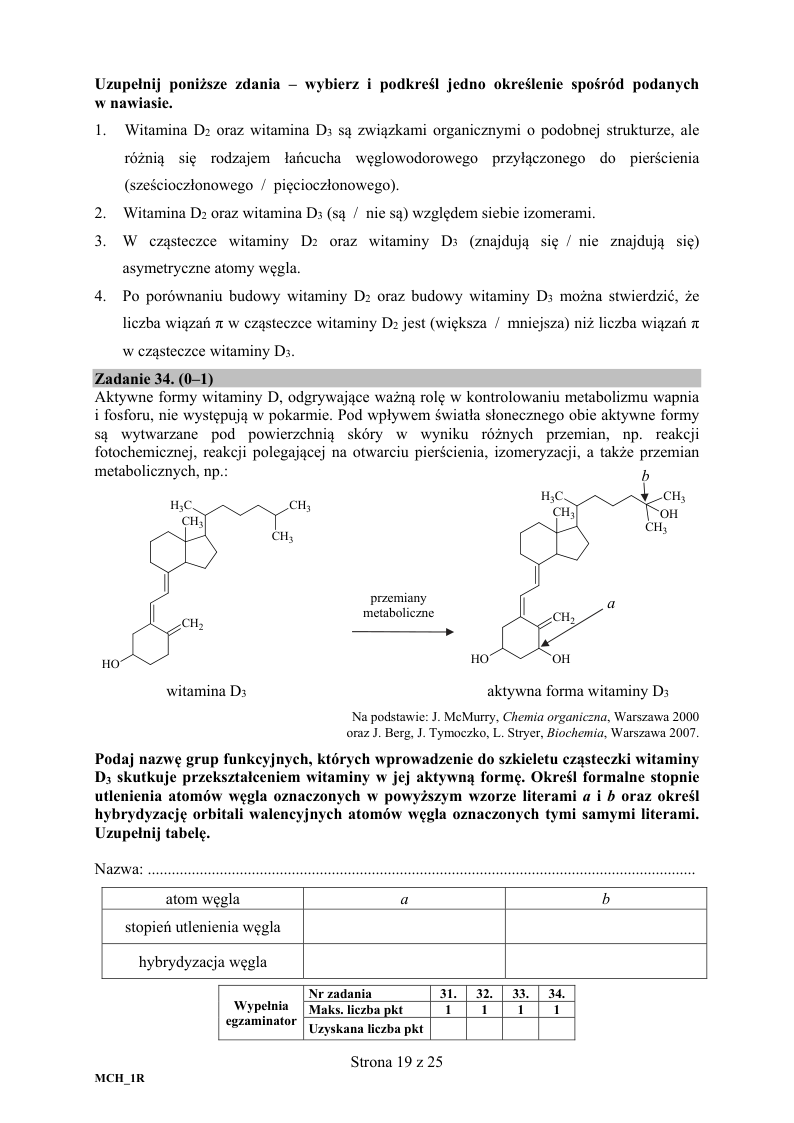 Uzupełnij poniższe zdania – wybierz i podkreśl jedno określenie spośród podanych
w nawiasie.
1. Witamina D₂ oraz witamina D₃ są związkami organicznymi o podobnej strukturze, ale
różnią się rodzajem łańcucha węglowodorowego przyłączonego do pierścienia
(sześcioczłonowego / pięcioczłonowego).
2. Witamina D₂ oraz witamina D₃ (są / nie są) względem siebie izomerami.
3. W cząsteczce witaminy D₂ oraz witaminy D₃ (znajdują się / nie znajdują się)
asymetryczne atomy węgla.
4. Po porównaniu budowy witaminy D₂ oraz budowy witaminy D₃ można stwierdzić, że
liczba wiązań π w cząsteczce witaminy D₂ jest (większa / mniejsza) niż liczba wiązań π
w cząsteczce witaminy D₃.
Zadanie 34. (0–1)
Aktywne formy witaminy D, odgrywające ważną rolę w kontrolowaniu metabolizmu wapnia
i fosforu, nie występują w pokarmie. Pod wpływem światła słonecznego obie aktywne formy
są wytwarzane pod powierzchnią skóry w wyniku różnych przemian, np. reakcji
fotochemicznej, reakcji polegającej na otwarciu pierścienia, izomeryzacji, a także przemian
metabolicznych, np.:
H₃C
CH₃
CH₃
CH₃
CH₂
HO
witamina D₃
przemiany
metaboliczne
b
H₃C
CH₃
CH₃
OH
CH₃
a
CH₂
HO
OH
aktywna forma witaminy D₃
Na podstawie: J. McMurry, Chemia organiczna, Warszawa 2000
oraz J. Berg, J. Tymoczko, L. Stryer, Biochemia, Warszawa 2007.
Podaj nazwę grup funkcyjnych, których wprowadzenie do szkieletu cząsteczki witaminy
D₃ skutkuje przekształceniem witaminy w jej aktywną formę. Określ formalne stopnie
utlenienia atomów węgla oznaczonych w powyższym wzorze literami a i b oraz określ
hybrydyzację orbitali walencyjnych atomów węgla oznaczonych tymi samymi literami.
Uzupełnij tabelę.
Nazwa: ..........................................................................................................................................
atom węgla a b
stopień utlenienia węgla
hybrydyzacja węgla
Wypełnia
egzaminator
Nr zadania 31. 32. 33. 34.
Maks. liczba pkt 1 1 1 1
Uzyskana liczba pkt
Strona 19 z 25
MCH_1R